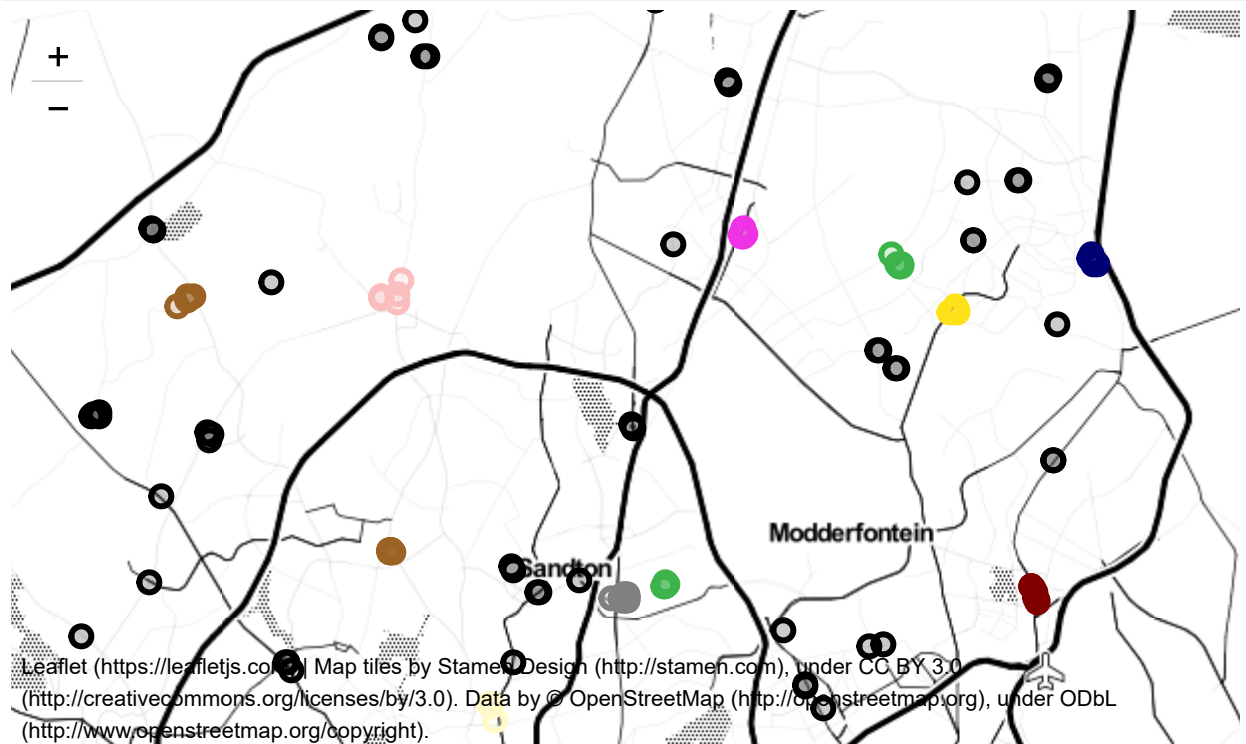 +
−
Sandton
Modderfontein
Leaflet (https://leafletjs.com) | Map tiles by Stamen Design (http://stamen.com), under CC BY 3.0
(http://creativecommons.org/licenses/by/3.0). Data by © OpenStreetMap (http://openstreetmap.org), under ODbL
(http://www.openstreetmap.org/copyright).